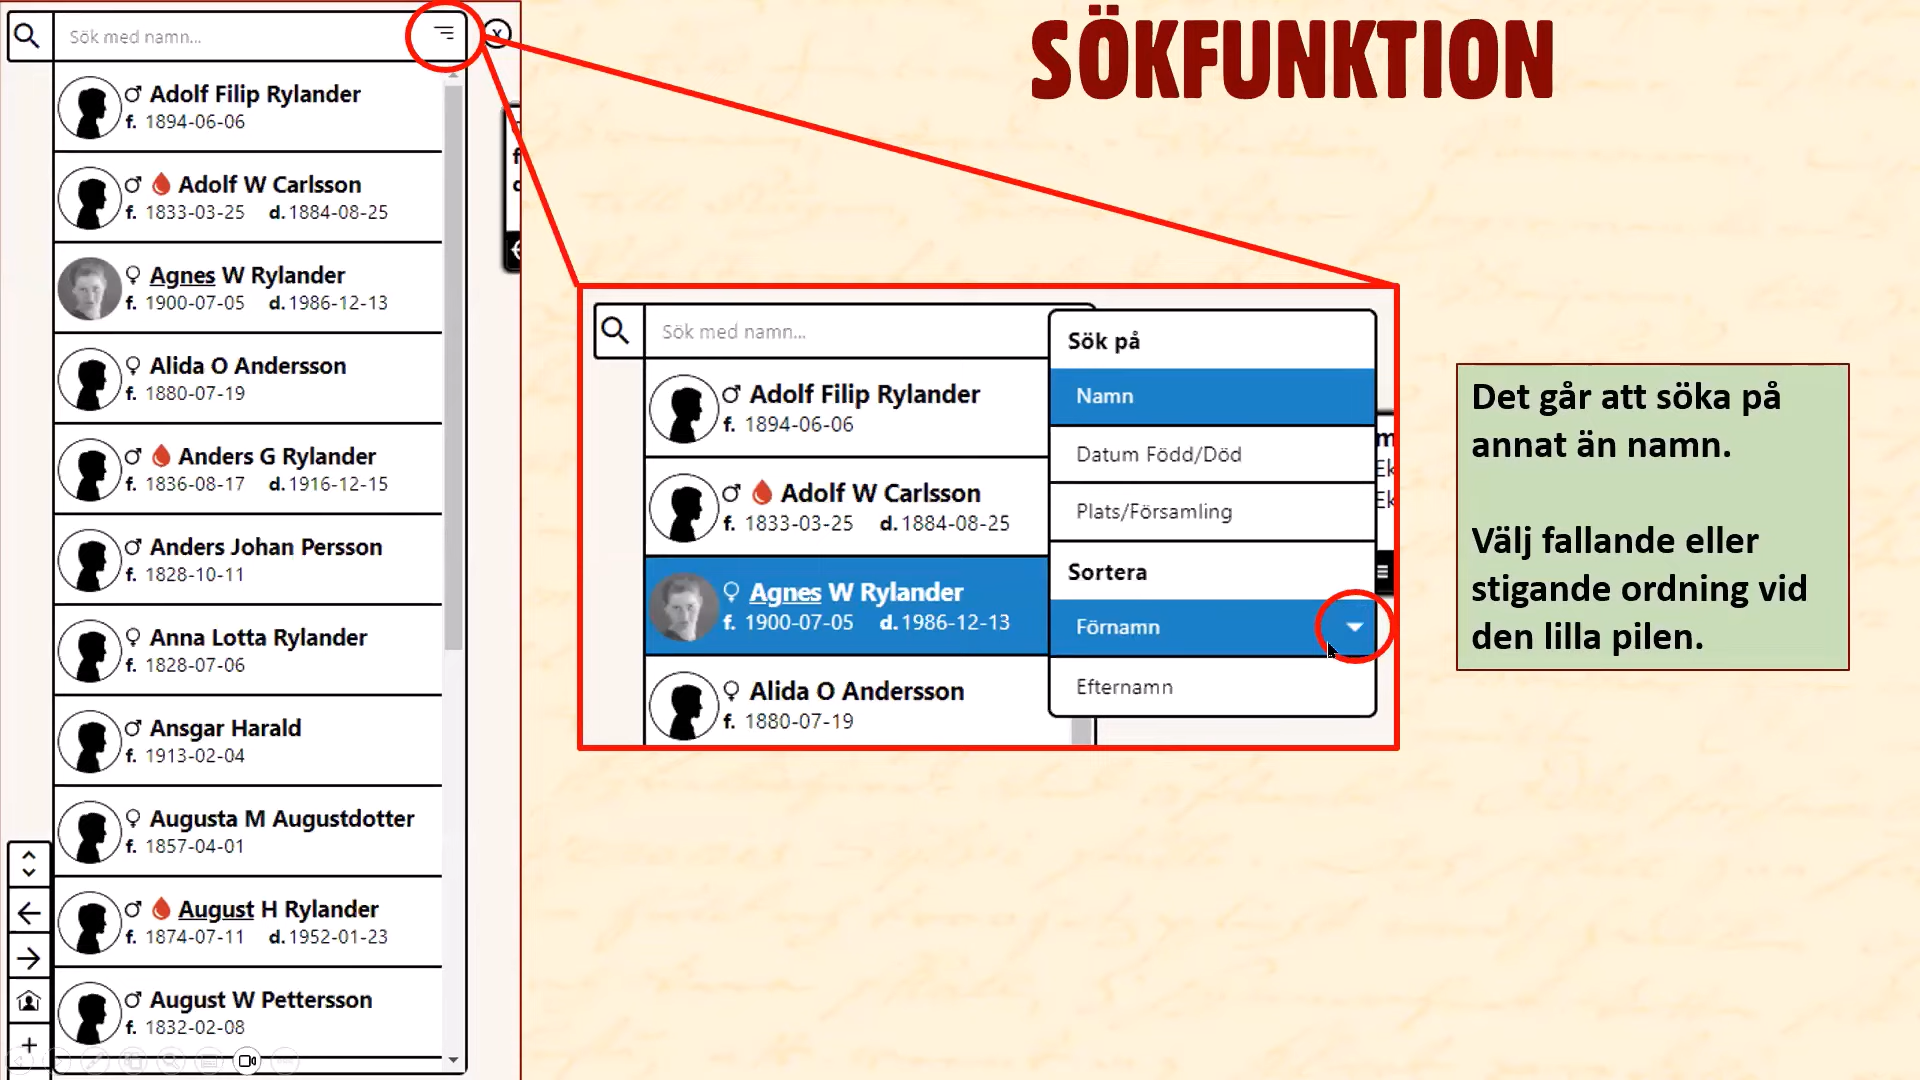 SÖKFUNKTION
Sök med namn...
x
♂ Adolf Filip Rylander
f. 1894-06-06
♂ Adolf W Carlsson
f. 1833-03-25 d. 1884-08-25
♀ Agnes W Rylander
f. 1900-07-05 d. 1986-12-13
♀ Alida O Andersson
f. 1880-07-19
♂ Anders G Rylander
f. 1836-08-17 d. 1916-12-15
♂ Anders Johan Persson
f. 1828-10-11
♀ Anna Lotta Rylander
f. 1828-07-06
♂ Ansgar Harald
f. 1913-02-04
♀ Augusta M Augustdotter
f. 1857-04-01
♂ August H Rylander
f. 1874-07-11 d. 1952-01-23
♂ August W Pettersson
f. 1832-02-08
Sök med namn...
♂ Adolf Filip Rylander
f. 1894-06-06
♂ Adolf W Carlsson
f. 1833-03-25 d. 1884-08-25
♀ Agnes W Rylander
f. 1900-07-05 d. 1986-12-13
♀ Alida O Andersson
f. 1880-07-19
Sök på
Namn
Datum Född/Död
Plats/Församling
Sortera
Förnamn
Efternamn
Det går att söka på
annat än namn.
Välj fallande eller
stigande ordning vid
den lilla pilen.